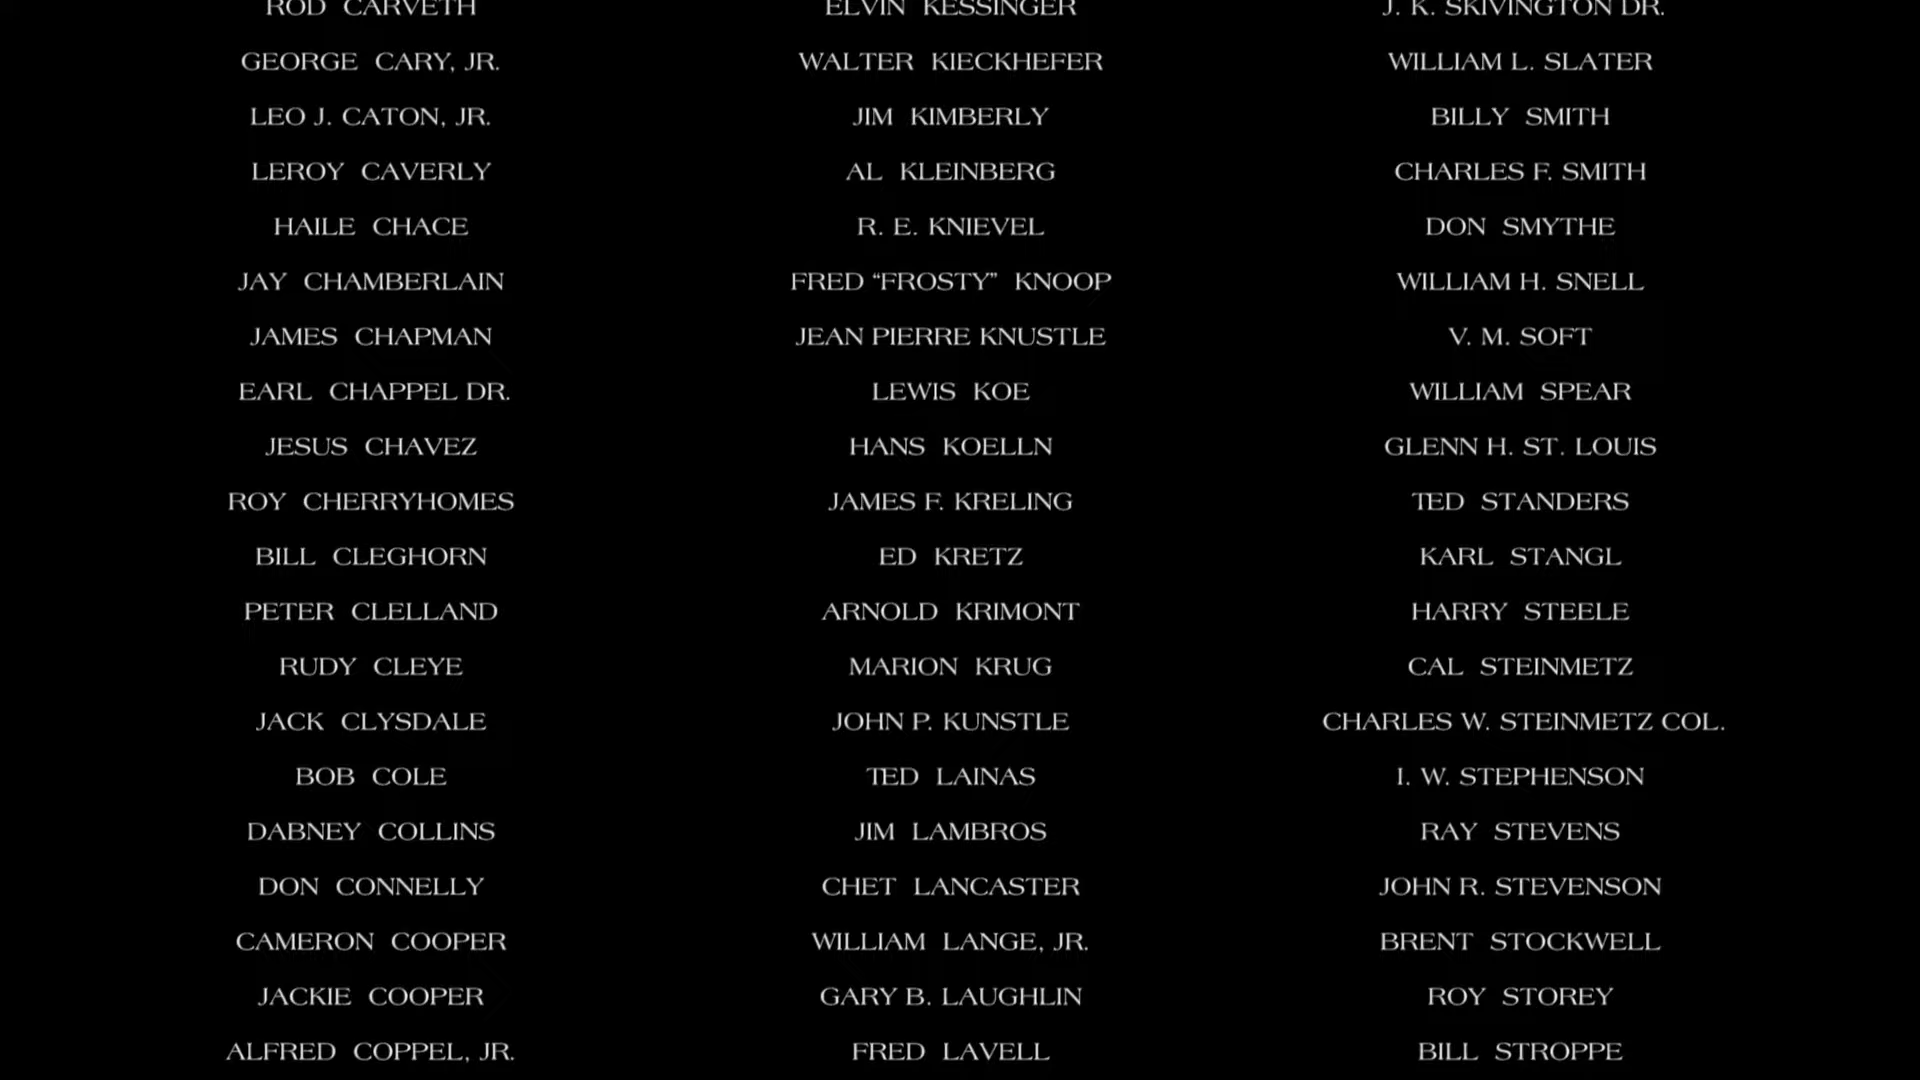 ROD CARVETH
GEORGE CARY, JR.
LEO J. CATON, JR.
LEROY CAVERLY
HAILE CHACE
JAY CHAMBERLAIN
JAMES CHAPMAN
EARL CHAPPEL DR.
JESUS CHAVEZ
ROY CHERRYHOMES
BILL CLEGHORN
PETER CLELLAND
RUDY CLEYE
JACK CLYSDALE
BOB COLE
DABNEY COLLINS
DON CONNELLY
CAMERON COOPER
JACKIE COOPER
ALFRED COPPEL, JR.
ELVIN KESSINGER
WALTER KIECKHEFER
JIM KIMBERLY
AL KLEINBERG
R. E. KNIEVEL
FRED “FROSTY” KNOOP
JEAN PIERRE KNUSTLE
LEWIS KOE
HANS KOELLN
JAMES F. KRELING
ED KRETZ
ARNOLD KRIMONT
MARION KRUG
JOHN P. KUNSTLE
TED LAINAS
JIM LAMBROS
CHET LANCASTER
WILLIAM LANGE, JR.
GARY B. LAUGHLIN
FRED LAVELL
J. K. SKIVINGTON DR.
WILLIAM L. SLATER
BILLY SMITH
CHARLES F. SMITH
DON SMYTHE
WILLIAM H. SNELL
V. M. SOFT
WILLIAM SPEAR
GLENN H. ST. LOUIS
TED STANDERS
KARL STANGL
HARRY STEELE
CAL STEINMETZ
CHARLES W. STEINMETZ COL.
I. W. STEPHENSON
RAY STEVENS
JOHN R. STEVENSON
BRENT STOCKWELL
ROY STOREY
BILL STROPPE